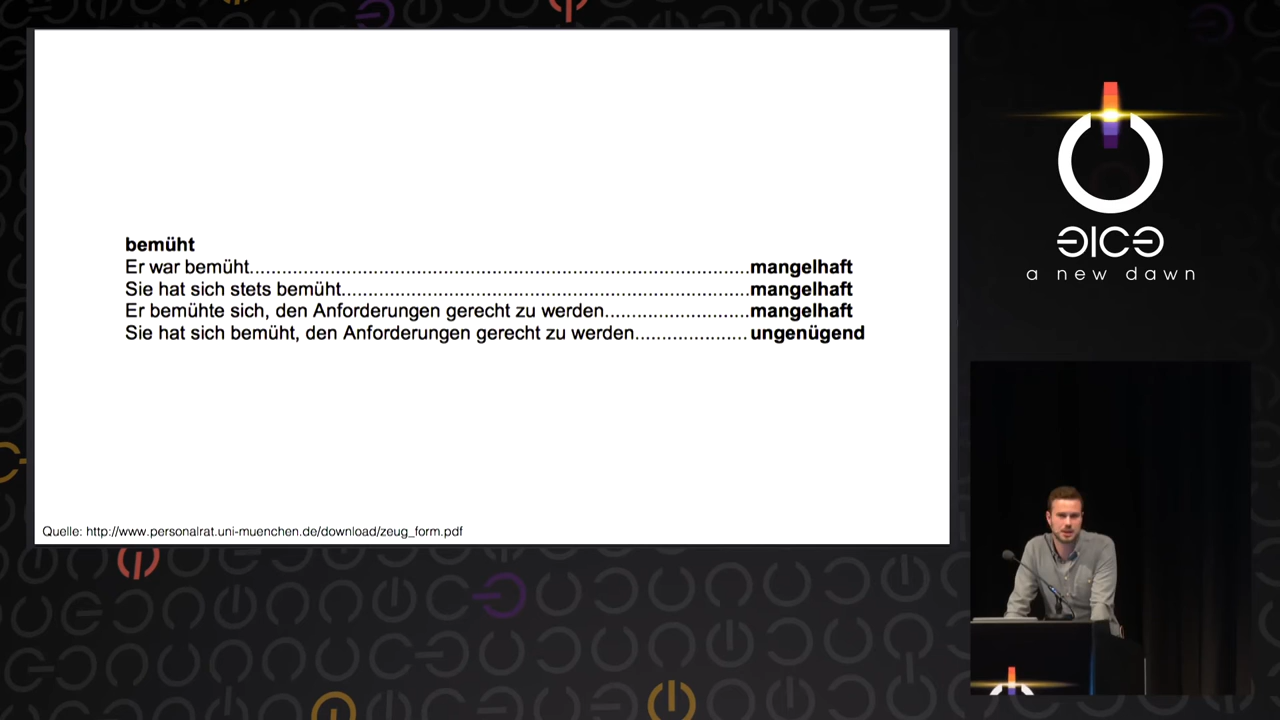 bemüht
Er war bemüht...........................................................................................mangelhaft
Sie hat sich stets bemüht.............................................................................mangelhaft
Er bemühte sich, den Anforderungen gerecht zu werden...........................mangelhaft
Sie hat sich bemüht, den Anforderungen gerecht zu werden.....................ungenügend
Quelle: http://www.personalrat.uni-muenchen.de/download/zeug_form.pdf
a new dawn